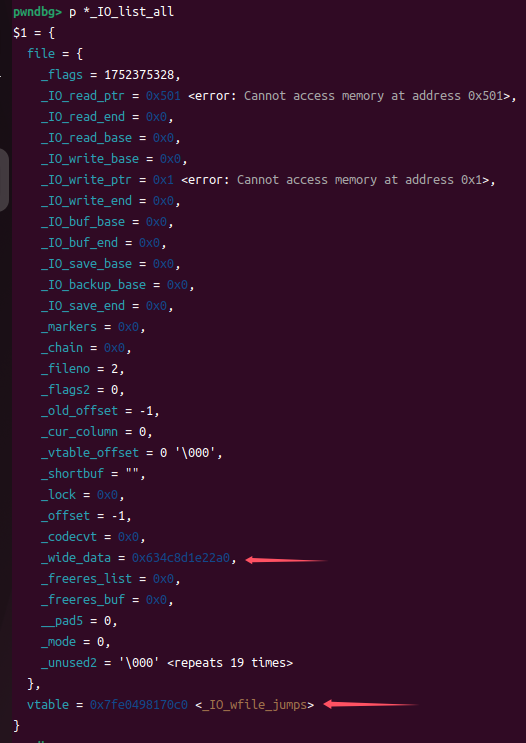 pwndbg> p *_IO_list_all
$1 = {
  file = {
    _flags = 1752375328,
    _IO_read_ptr = 0x501 <error: Cannot access memory at address 0x501>,
    _IO_read_end = 0x0,
    _IO_read_base = 0x0,
    _IO_write_base = 0x0,
    _IO_write_ptr = 0x1 <error: Cannot access memory at address 0x1>,
    _IO_write_end = 0x0,
    _IO_buf_base = 0x0,
    _IO_buf_end = 0x0,
    _IO_save_base = 0x0,
    _IO_backup_base = 0x0,
    _IO_save_end = 0x0,
    _markers = 0x0,
    _chain = 0x0,
    _fileno = 2,
    _flags2 = 0,
    _old_offset = -1,
    _cur_column = 0,
    _vtable_offset = 0 '\000',
    _shortbuf = "",
    _lock = 0x0,
    _offset = -1,
    _codecvt = 0x0,
    _wide_data = 0x634c8d1e22a0,
    _freeres_list = 0x0,
    _freeres_buf = 0x0,
    __pad5 = 0,
    _mode = 0,
    _unused2 = '\000' <repeats 19 times>
  },
  vtable = 0x7fe0498170c0 <_IO_wfile_jumps>
}